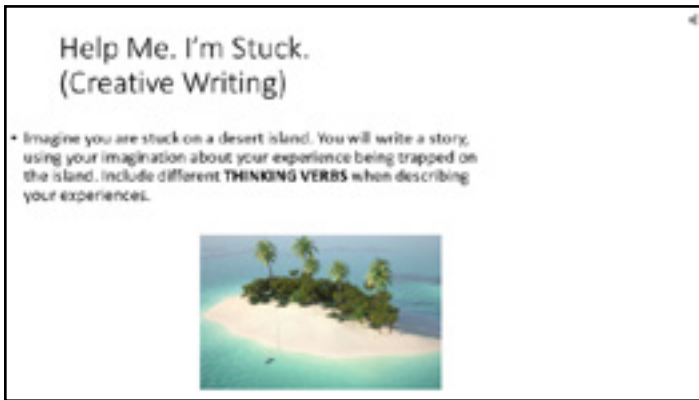 Help Me. I'm Stuck.
(Creative Writing)
• Imagine you are stuck on a desert island. You will write a story,
using your imagination about your experience being trapped on
the island. Include different THINKING VERBS when describing
your experiences.